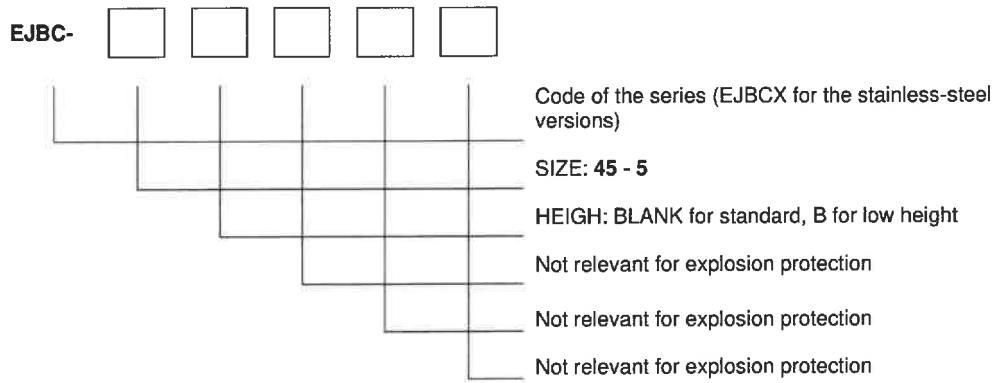 EJBC-
Code of the series (EJBCX for the stainless-steel
versions)
SIZE: 45 - 5
HEIGH: BLANK for standard, B for low height
Not relevant for explosion protection
Not relevant for explosion protection
Not relevant for explosion protection